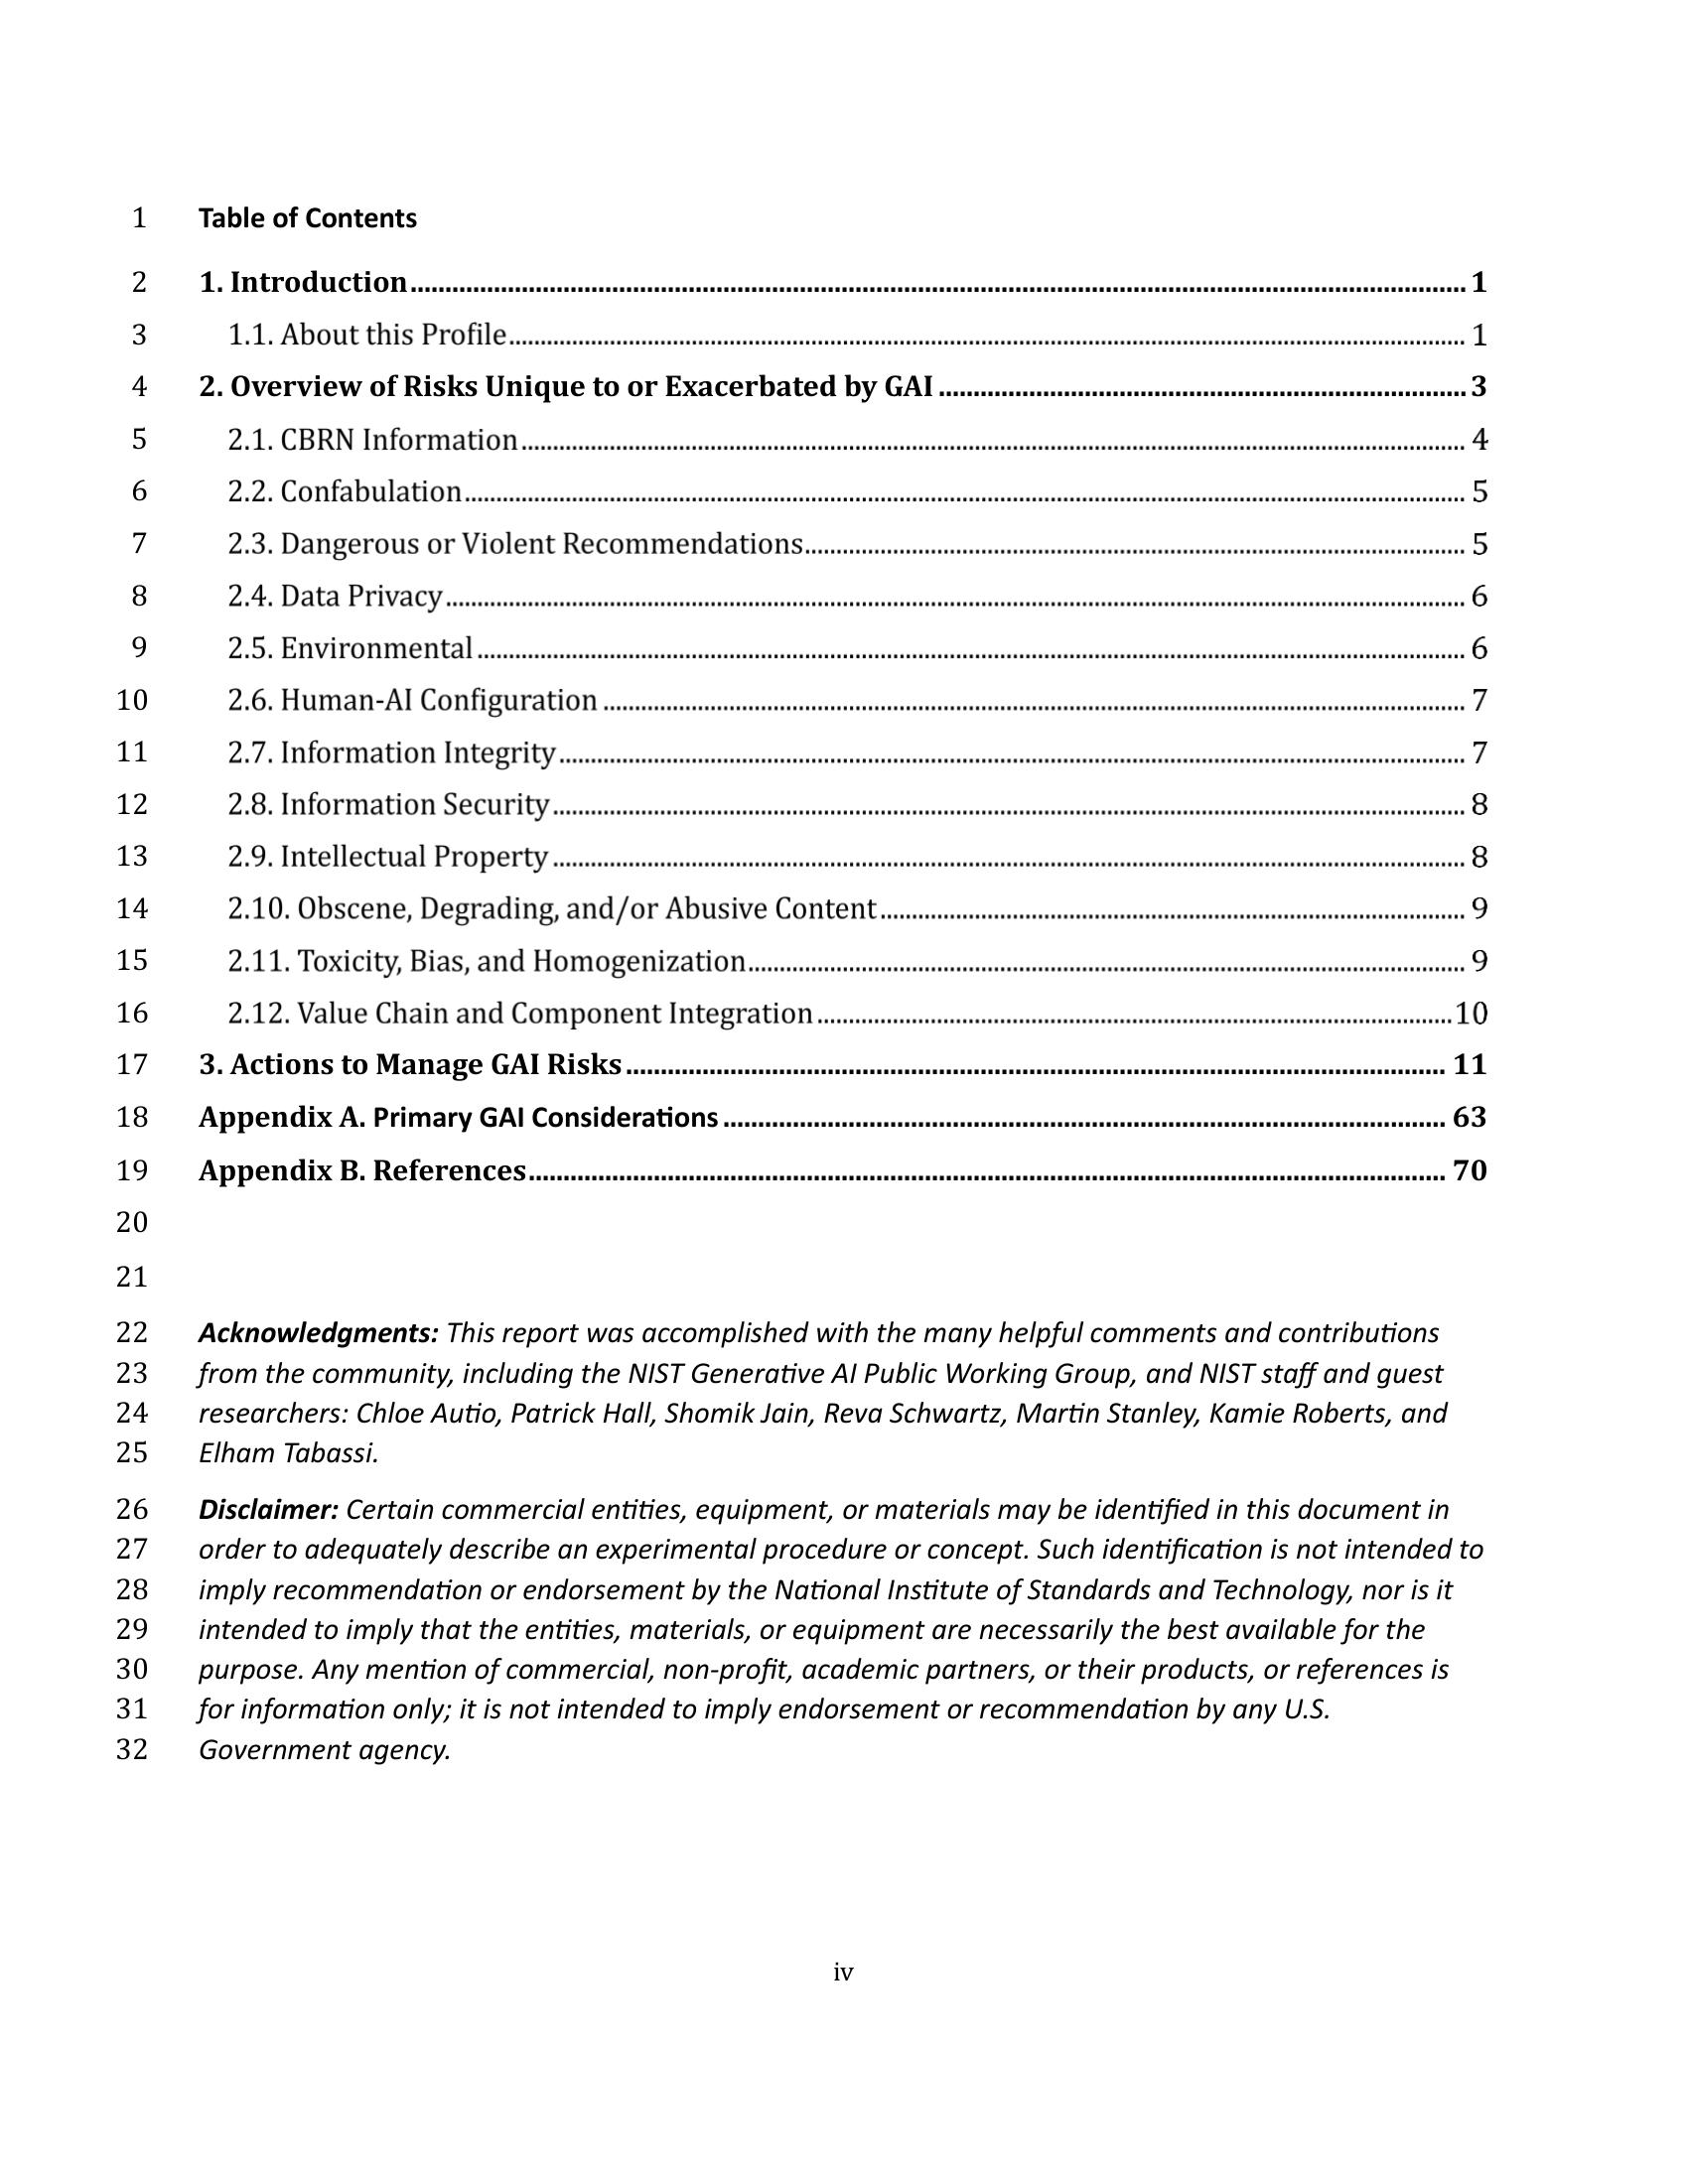 1 Table of Contents
2 1. Introduction 1
3 1.1. About this Profile 1
4 2. Overview of Risks Unique to or Exacerbated by GAI 3
5 2.1. CBRN Information 4
6 2.2. Confabulation 5
7 2.3. Dangerous or Violent Recommendations 5
8 2.4. Data Privacy 6
9 2.5. Environmental 6
10 2.6. Human-AI Configuration 7
11 2.7. Information Integrity 7
12 2.8. Information Security 8
13 2.9. Intellectual Property 8
14 2.10. Obscene, Degrading, and/or Abusive Content 9
15 2.11. Toxicity, Bias, and Homogenization 9
16 2.12. Value Chain and Component Integration 10
17 3. Actions to Manage GAI Risks 11
18 Appendix A. Primary GAI Considerations 63
19 Appendix B. References 70
20
21
22 Acknowledgments: This report was accomplished with the many helpful comments and contributions
23 from the community, including the NIST Generative AI Public Working Group, and NIST staff and guest
24 researchers: Chloe Autio, Patrick Hall, Shomik Jain, Reva Schwartz, Martin Stanley, Kamie Roberts, and
25 Elham Tabassi.
26 Disclaimer: Certain commercial entities, equipment, or materials may be identified in this document in
27 order to adequately describe an experimental procedure or concept. Such identification is not intended to
28 imply recommendation or endorsement by the National Institute of Standards and Technology, nor is it
29 intended to imply that the entities, materials, or equipment are necessarily the best available for the
30 purpose. Any mention of commercial, non-profit, academic partners, or their products, or references is
31 for information only; it is not intended to imply endorsement or recommendation by any U.S.
32 Government agency.
iv